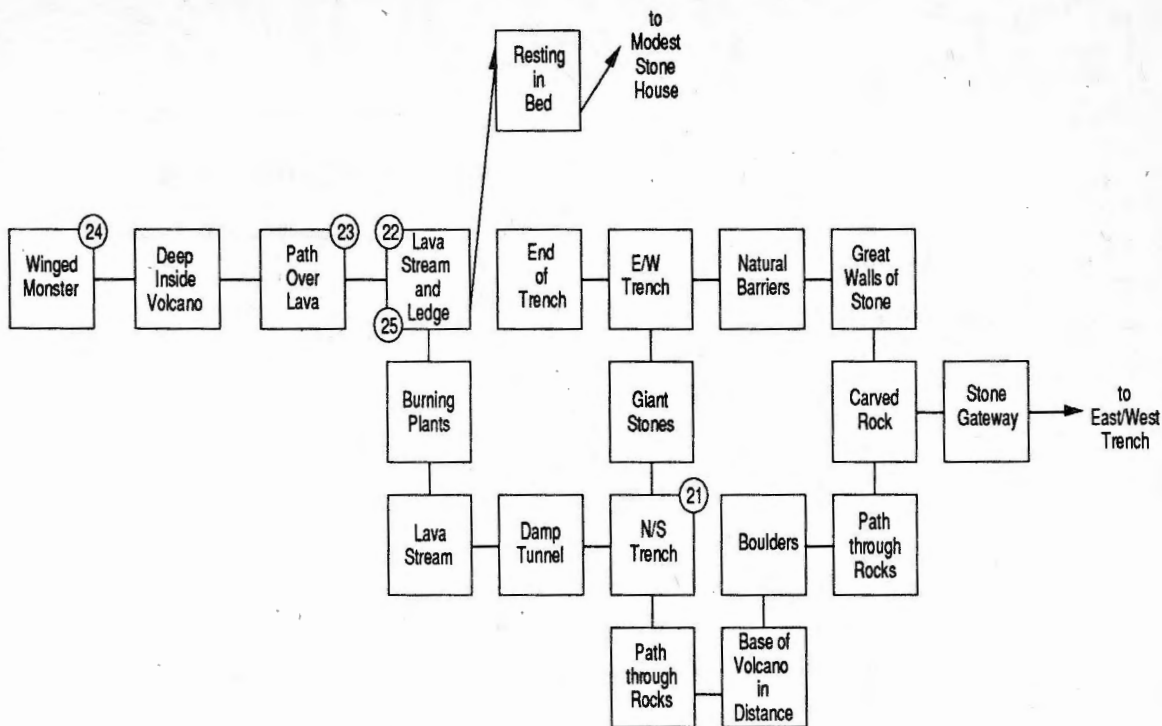 Resting
in
Bed
to
Modest
Stone
House
24
Winged
Monster
Deep
Inside
Volcano
23
Path
Over
Lava
22
Lava
Stream
and
Ledge
25
End
of
Trench
E/W
Trench
Natural
Barriers
Great
Walls of
Stone
Burning
Plants
Giant
Stones
Carved
Rock
Stone
Gateway
to
East/West
Trench
Lava
Stream
Damp
Tunnel
21
N/S
Trench
Boulders
Path
through
Rocks
Path
through
Rocks
Base of
Volcano
in
Distance